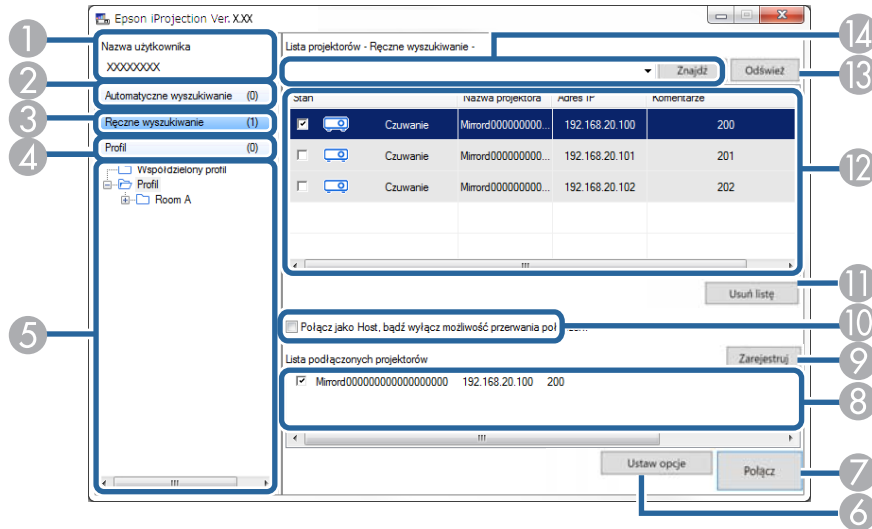 Epson iProjection Ver. X.XX
1
Nazwa użytkownika
XXXXXXXX
2
Automatyczne wyszukiwanie (0)
3
Ręczne wyszukiwanie (1)
4
Profil (0)
5
Współdzielony profil
Profil
Room A
Lista projektorów - Ręczne wyszukiwanie -
14
Znajdź
Odśwież
13
Stan Nazwa projektora Adres IP Komentarze
Czuwanie Mirrord000000000... 192.168.20.100 200
Czuwanie Mirrord000000000... 192.168.20.101 201
Czuwanie Mirrord000000000... 192.168.20.102 202
12
Usuń listę
11
Połącz jako Host, bądź wyłącz możliwość przerwania poł
10
Lista podłączonych projektorów
Zarejestruj
9
Mirrord000000000000000000 192.168.20.100 200
8
Ustaw opcje
Połącz
7
6